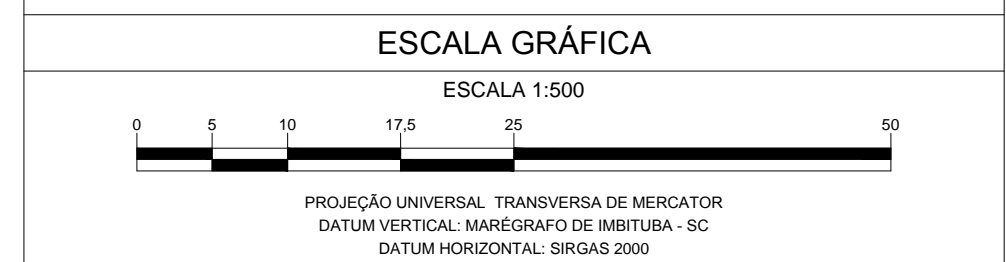 ESCALA GRÁFICA
ESCALA 1:500
0 5 10 17,5 25 50
PROJEÇÃO UNIVERSAL TRANSVERSA DE MERCATOR
DATUM VERTICAL: MARÉGRAFO DE IMBITUBA - SC
DATUM HORIZONTAL: SIRGAS 2000